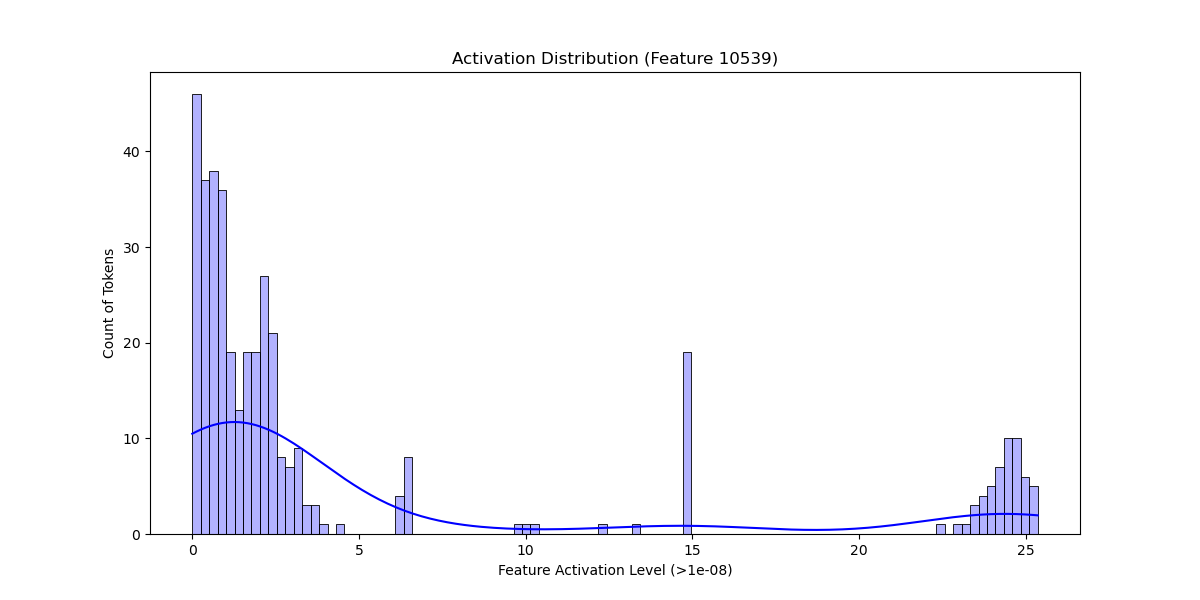 Activation Distribution (Feature 10539)
Count of Tokens
40
30
20
10
0
0 5 10 15 20 25
Feature Activation Level (>1e-08)